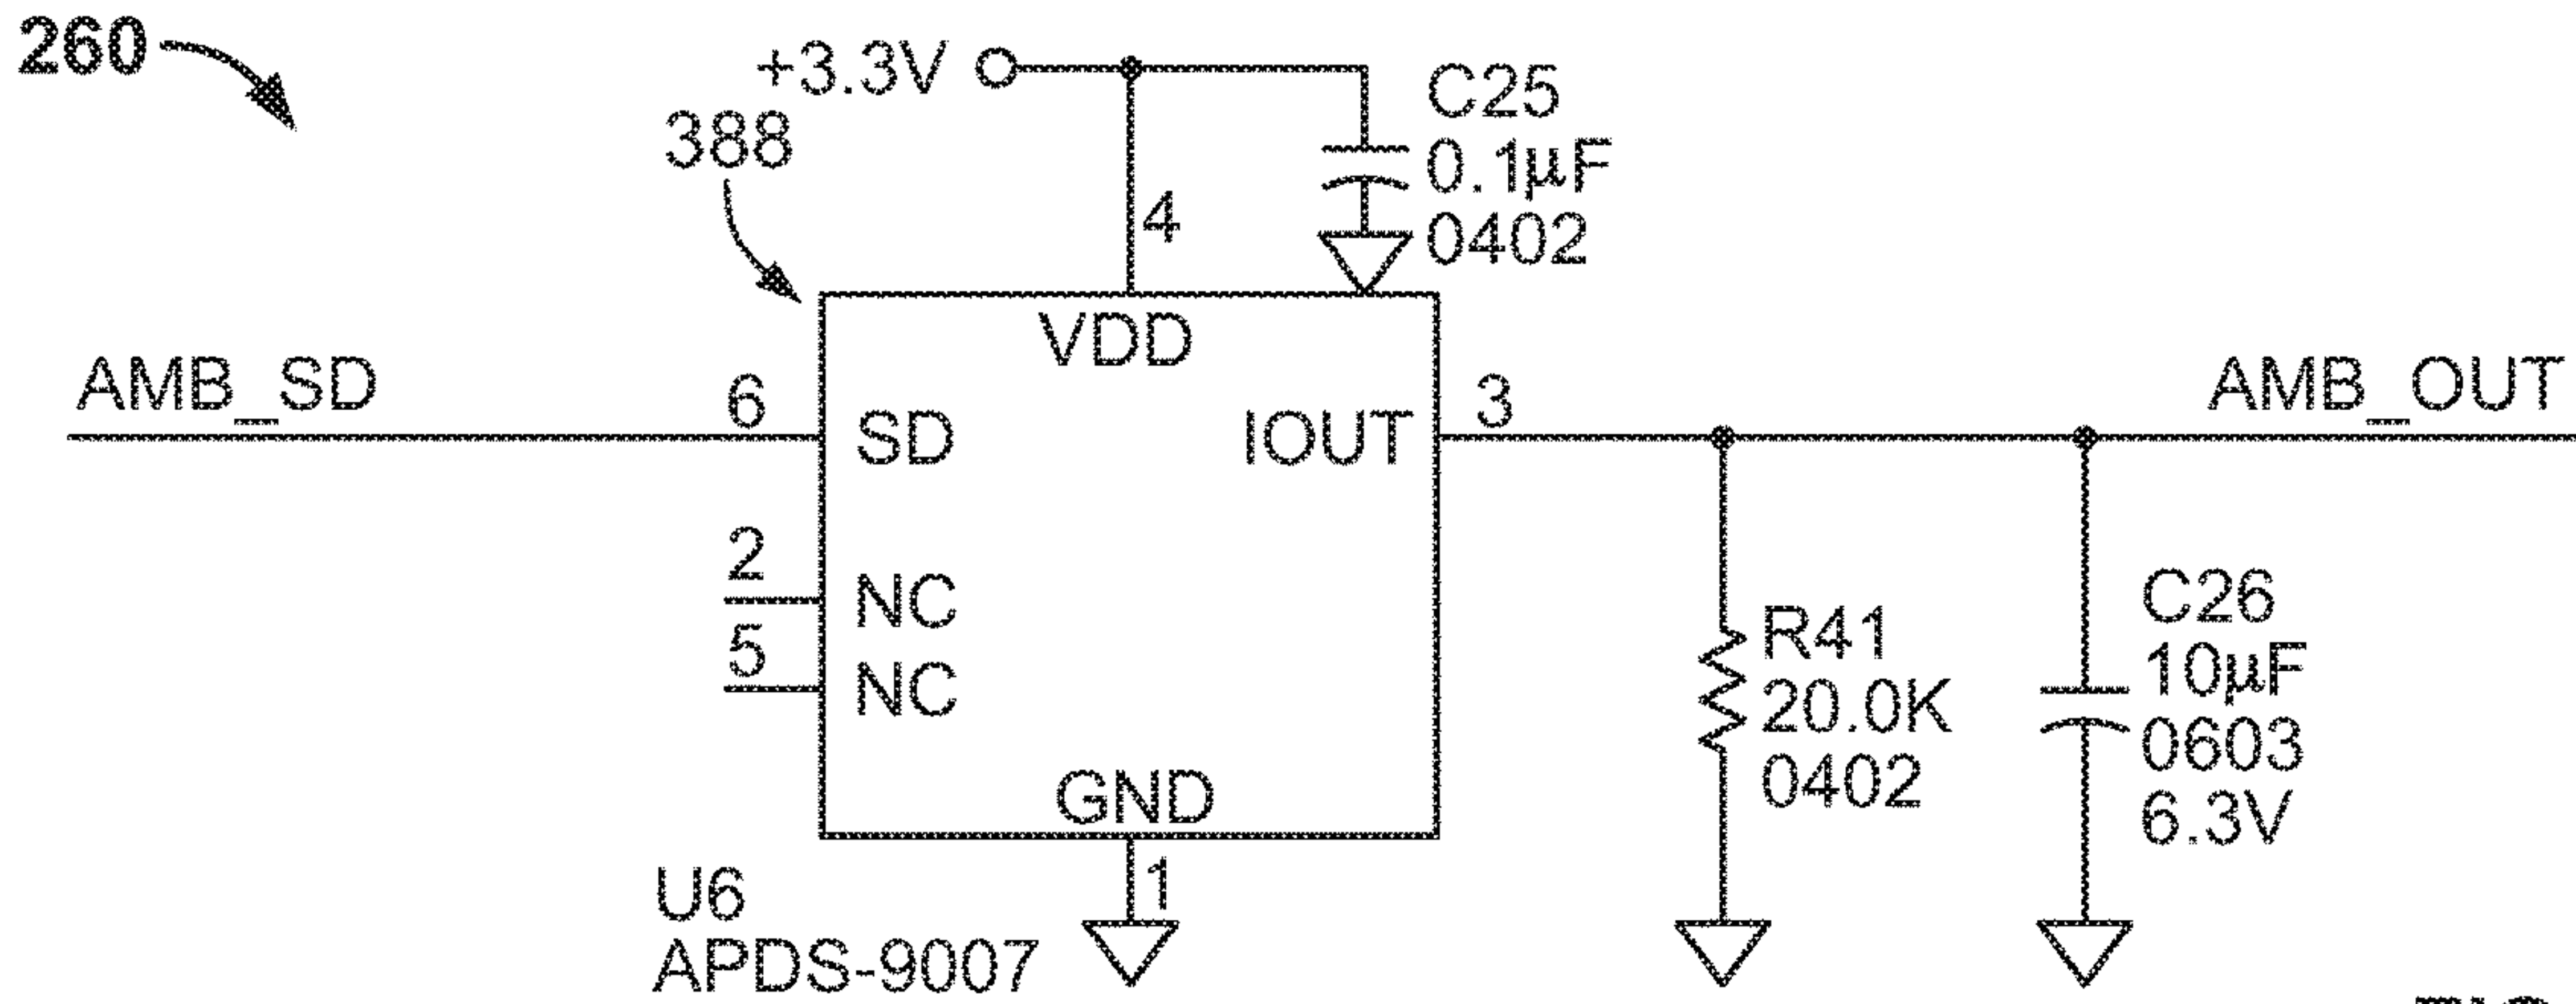 260
+3.3V
388
C25
0.1µF
0402
4
VDD
AMB_SD
6
SD
IOUT
3
AMB_OUT
2
NC
5
NC
R41
20.0K
0402
C26
10µF
0603
6.3V
GND
1
U6
APDS-9007